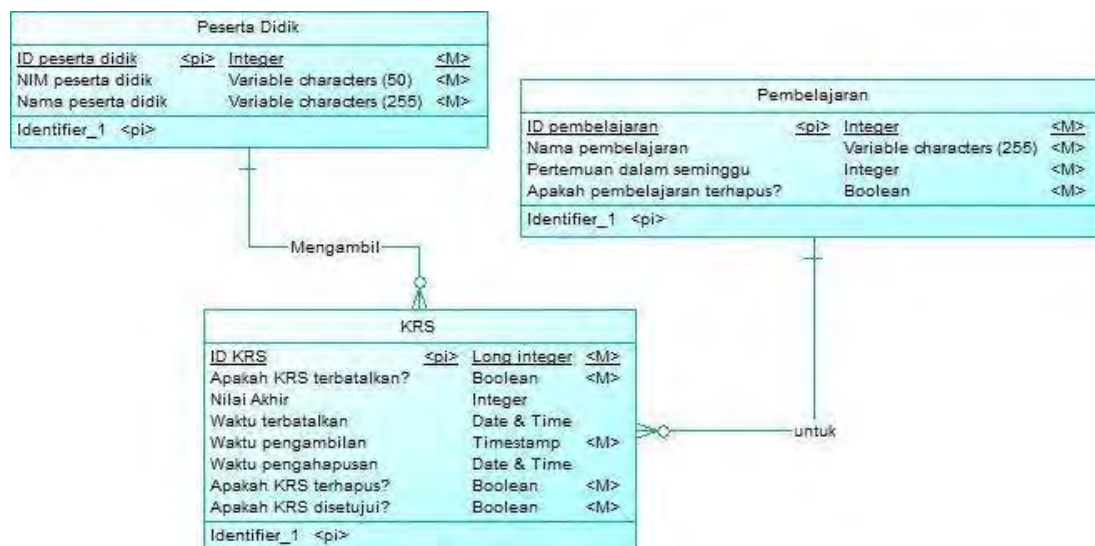 Peserta Didik
ID peserta didik <pi> Integer <M>
NIM peserta didik Variable characters (50) <M>
Nama peserta didik Variable characters (255) <M>
Identifier_1 <pi>
Pembelajaran
ID pembelajaran <pi> Integer <M>
Nama pembelajaran Variable characters (255) <M>
Pertemuan dalam seminggu Integer <M>
Apakah pembelajaran terhapus? Boolean <M>
Identifier_1 <pi>
Mengambil
KRS
ID KRS <pi> Long integer <M>
Apakah KRS terbatalkan? Boolean <M>
Nilai Akhir Integer
Waktu terbatalkan Date & Time
Waktu pengambilan Timestamp <M>
Waktu pengahapusan Date & Time
Apakah KRS terhapus? Boolean <M>
Apakah KRS disetujui? Boolean <M>
Identifier_1 <pi>
untuk